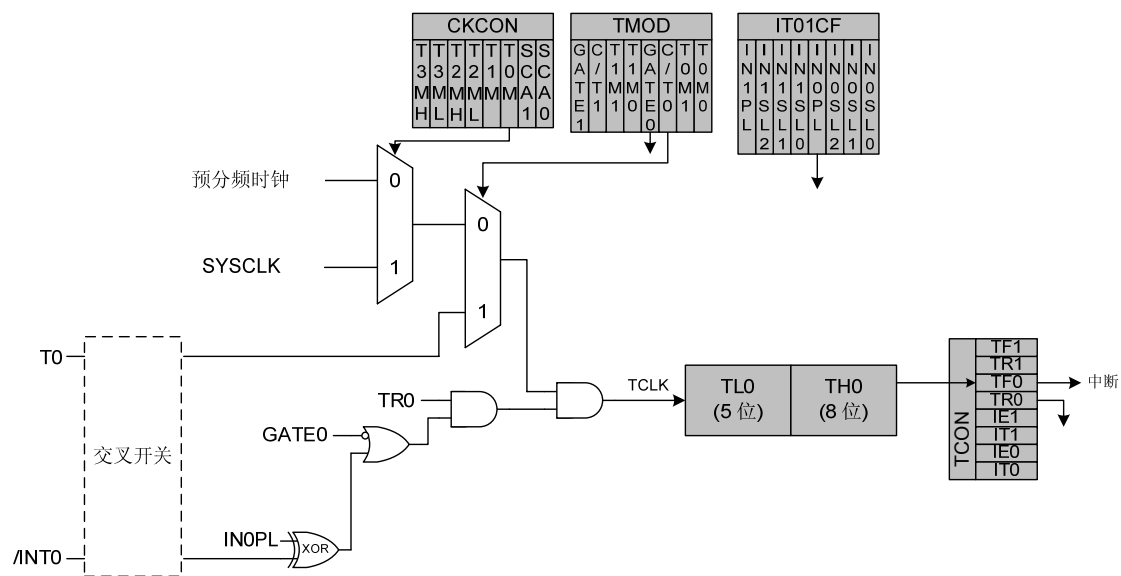 CKCON
T3MH T3ML T2MH T2ML T1M T0M SCA1 SCA0
TMOD
GATE1 C/T1 T1M1 T1M0 GATE0 C/T0 T0M1 T0M0
IT01CF
IN1PL IN1SL2 IN1SL1 IN1SL0 IN0PL IN0SL2 IN0SL1 IN0SL0
预分频时钟
0
SYSCLK
1
0
1
T0
交叉开关
/INT0
TR0
GATE0
IN0PL
XOR
TCLK
TL0
(5 位)
TH0
(8 位)
TCON
TF1
TR1
TF0
TR0
IE1
IT1
IE0
IT0
中断